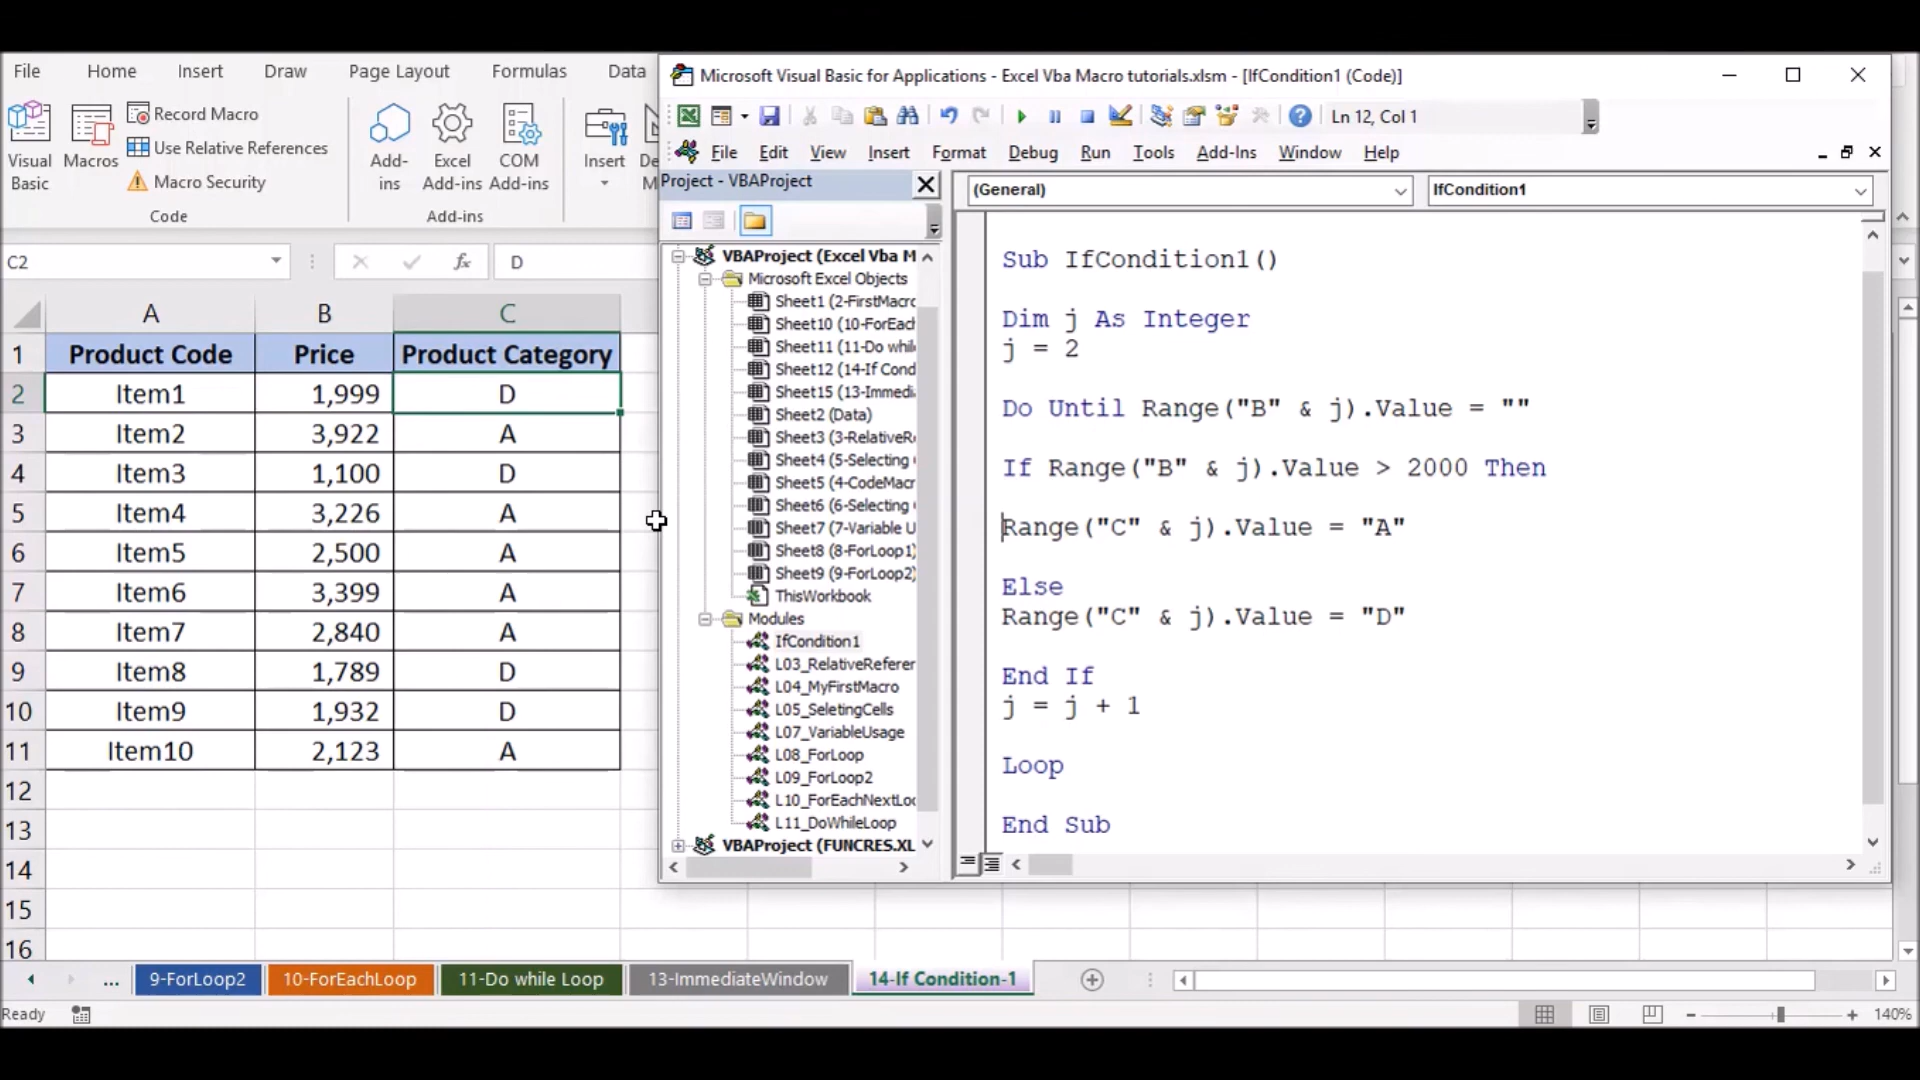 File Home Insert Draw Page Layout Formulas Data
Record Macro
Use Relative References
Macro Security
Visual Basic
Macros
Add-ins
Excel Add-ins
COM Add-ins
Insert
Code
Add-ins
C2
D
A B C
1 Product Code Price Product Category
2 Item1 1,999 D
3 Item2 3,922 A
4 Item3 1,100 D
5 Item4 3,226 A
6 Item5 2,500 A
7 Item6 3,399 A
8 Item7 2,840 A
9 Item8 1,789 D
10 Item9 1,932 D
11 Item10 2,123 A
12
13
14
15
16
... 9-ForLoop2 10-ForEachLoop 11-Do while Loop 13-ImmediateWindow 14-If Condition-1
Ready
140%
Microsoft Visual Basic for Applications - Excel Vba Macro tutorials.xlsm - [IfCondition1 (Code)]
Ln 12, Col 1
File Edit View Insert Format Debug Run Tools Add-Ins Window Help
Project - VBAProject
VBAProject (Excel Vba M
Microsoft Excel Objects
Sheet1 (2-FirstMacro
Sheet10 (10-ForEach
Sheet11 (11-Do whil
Sheet12 (14-If Cond
Sheet15 (13-Immedi
Sheet2 (Data)
Sheet3 (3-RelativeR
Sheet4 (5-Selecting
Sheet5 (4-CodeMacr
Sheet6 (6-Selecting
Sheet7 (7-Variable U
Sheet8 (8-ForLoop1)
Sheet9 (9-ForLoop2)
ThisWorkbook
Modules
IfCondition1
L03_RelativeReferen
L04_MyFirstMacro
L05_SeletingCells
L07_VariableUsage
L08_ForLoop
L09_ForLoop2
L10_ForEachNextLoo
L11_DoWhileLoop
VBAProject (FUNCRES.XL
(General)
IfCondition1
Sub IfCondition1()
Dim j As Integer
j = 2
Do Until Range("B" & j).Value = ""
If Range("B" & j).Value > 2000 Then
Range("C" & j).Value = "A"
Else
Range("C" & j).Value = "D"
End If
j = j + 1
Loop
End Sub